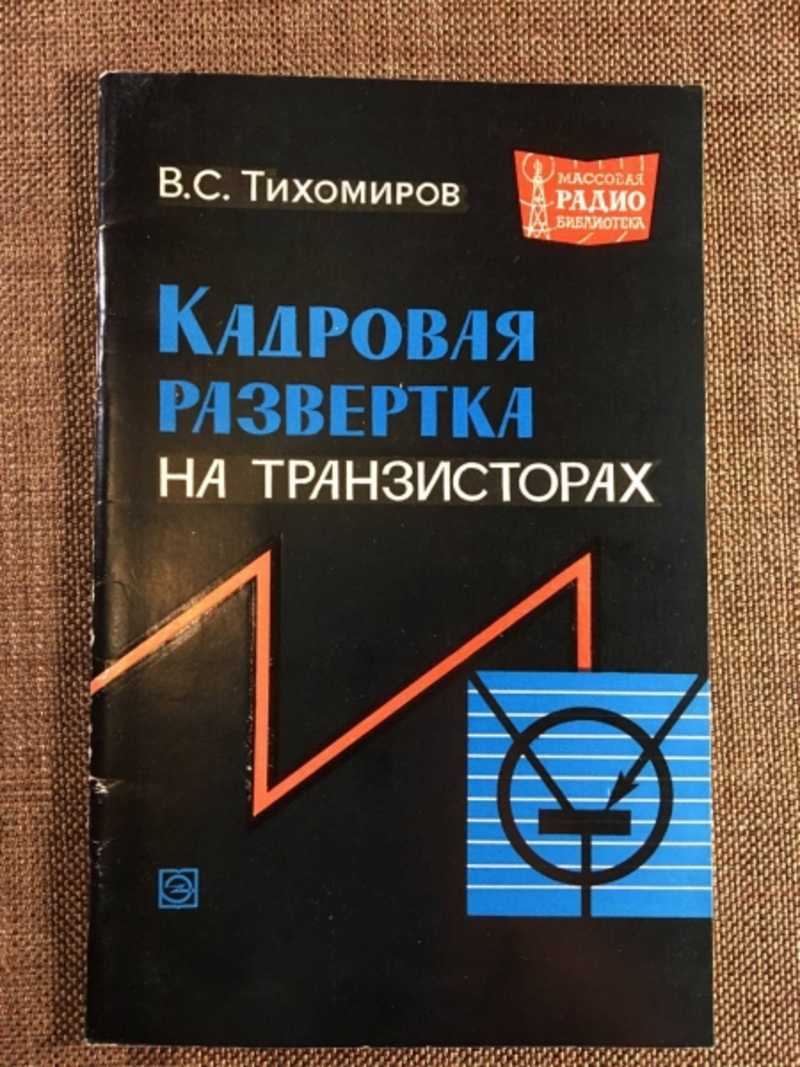 В.С. Тихомиров
МАССОВАЯ
РАДИО
БИБЛИОТЕКА
КАДРОВАЯ
РАЗВЕРТКА
НА ТРАНЗИСТОРАХ